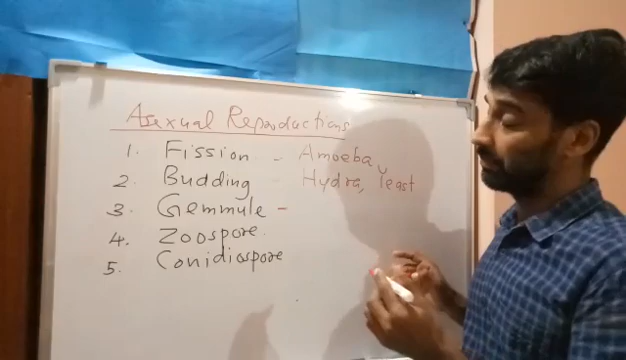 Asexual Reproductions
1. Fission - Amoeba,
2. Budding - Hydra, Yeast
3. Gemmule -
4. Zoospore.
5. Conidiospore